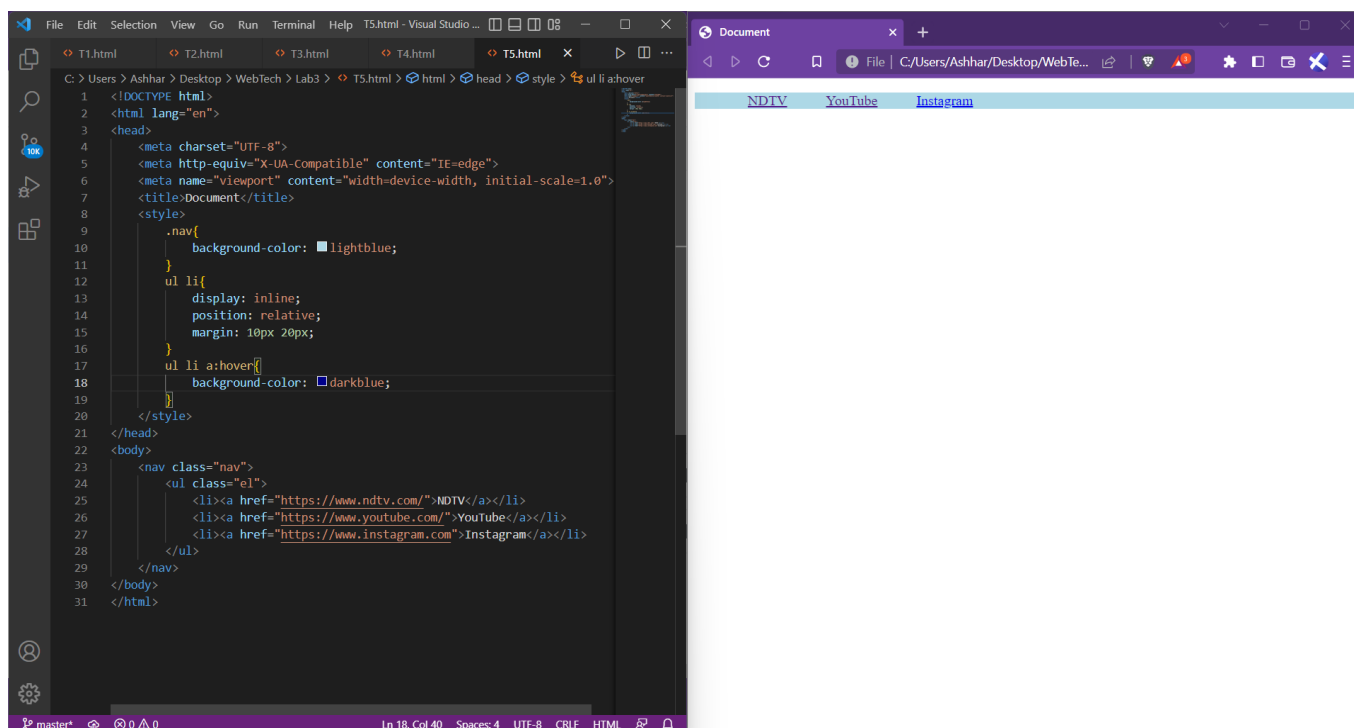 File Edit Selection View Go Run Terminal Help T5.html - Visual Studio ...
T1.html T2.html T3.html T4.html T5.html
C: > Users > Ashhar > Desktop > WebTech > Lab3 > T5.html > html > head > style > ul li a:hover
1 <!DOCTYPE html>
2 <html lang="en">
3 <head>
4 <meta charset="UTF-8">
5 <meta http-equiv="X-UA-Compatible" content="IE=edge">
6 <meta name="viewport" content="width=device-width, initial-scale=1.0">
7 <title>Document</title>
8 <style>
9 .nav{
10 background-color: lightblue;
11 }
12 ul li{
13 display: inline;
14 position: relative;
15 margin: 10px 20px;
16 }
17 ul li a:hover{
18 background-color: darkblue;
19 }
20 </style>
21 </head>
22 <body>
23 <nav class="nav">
24 <ul class="el">
25 <li><a href="https://www.ndtv.com/">NDTV</a></li>
26 <li><a href="https://www.youtube.com/">YouTube</a></li>
27 <li><a href="https://www.instagram.com">Instagram</a></li>
28 </ul>
29 </nav>
30 </body>
31 </html>
10K
master* 0 0 Ln 18, Col 40 Spaces: 4 UTF-8 CRLF HTML
Document
File | C:/Users/Ashhar/Desktop/WebTe...
NDTV YouTube Instagram